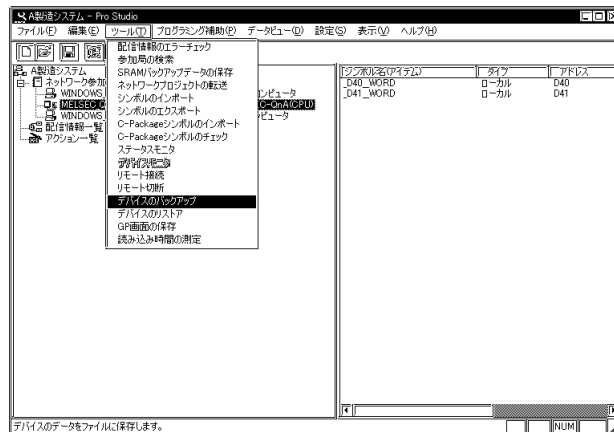 A製造システム - Pro Studio
ファイル(F) 編集(E) ツール(T) プログラミング補助(P) データビュー(D) 設定(S) 表示(V) ヘルプ(H)
配信情報のエラーチェック
参加局の検索
SRAMバックアップデータの保存
ネットワークプロジェクトの転送
シンボルのインポート
シンボルのエクスポート
C-Packageシンボルのインポート
C-Packageシンボルのチェック
ステータスモニタ
デバイスモニタ
リモート接続
リモート切断
デバイスのバックアップ
デバイスのリストア
GP画面の保存
読み込み時間の測定
A製造システム
ネットワーク参加
WINDOWS コンピュータ
MELSEC C-QnA(CPU)
WINDOWS ピュータ
配信情報一覧
アクション一覧
シンボル名(アイテム) タイプ アドレス
_D40_WORD ローカル D40
_D41_WORD ローカル D41
デバイスのデータをファイルに保存します。 NUM